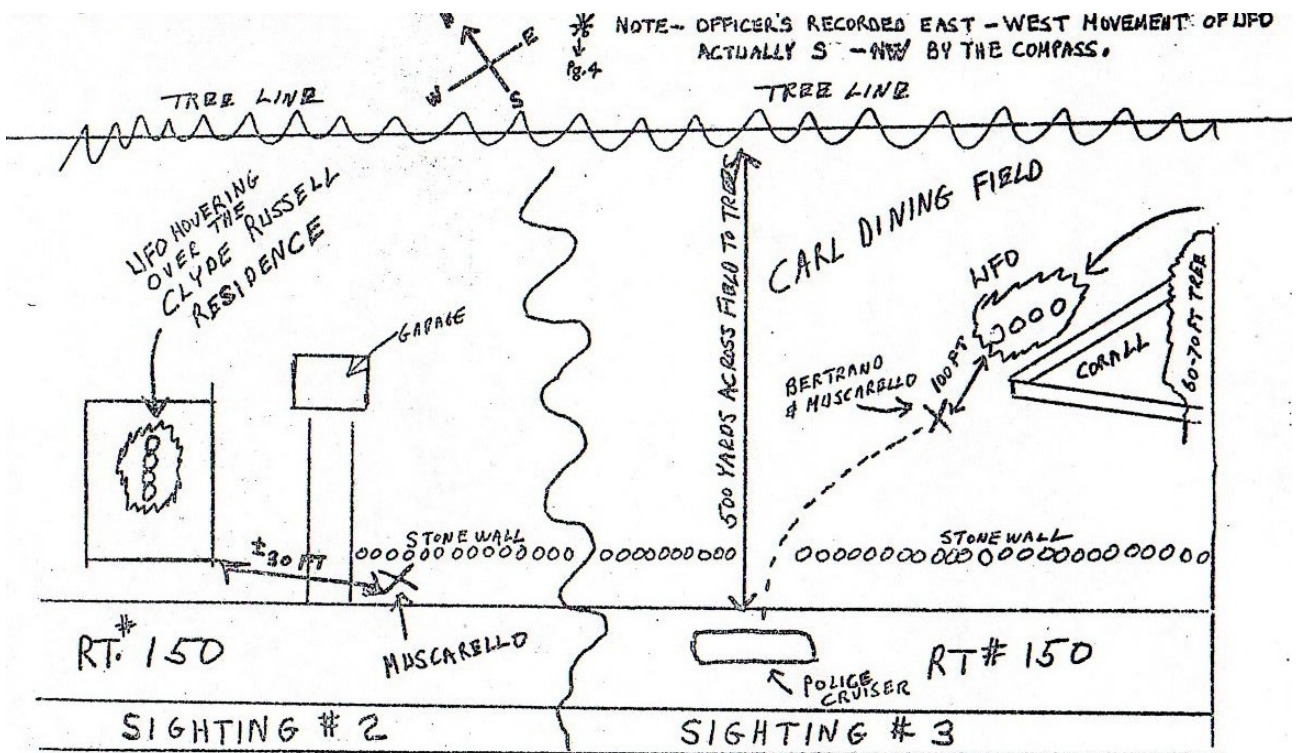 NOTE- OFFICER'S RECORDED EAST-WEST MOVEMENT OF UFO
ACTUALLY S-NW BY THE COMPASS.
Pg.4
E
W
S
TREE LINE
TREE LINE
UFO HOVERING
OVER THE
CLYDE RUSSELL
RESIDENCE
GARAGE
500 YARDS ACROSS FIELD TO TREES
CARL DINING FIELD
UFO
60-70 FT TREE
CORALL
100 FT
BERTRAND
& MUSCARELLO
±30 FT
STONE WALL
STONE WALL
MUSCARELLO
RT.# 150
POLICE
CRUISER
RT# 150
SIGHTING # 2
SIGHTING # 3